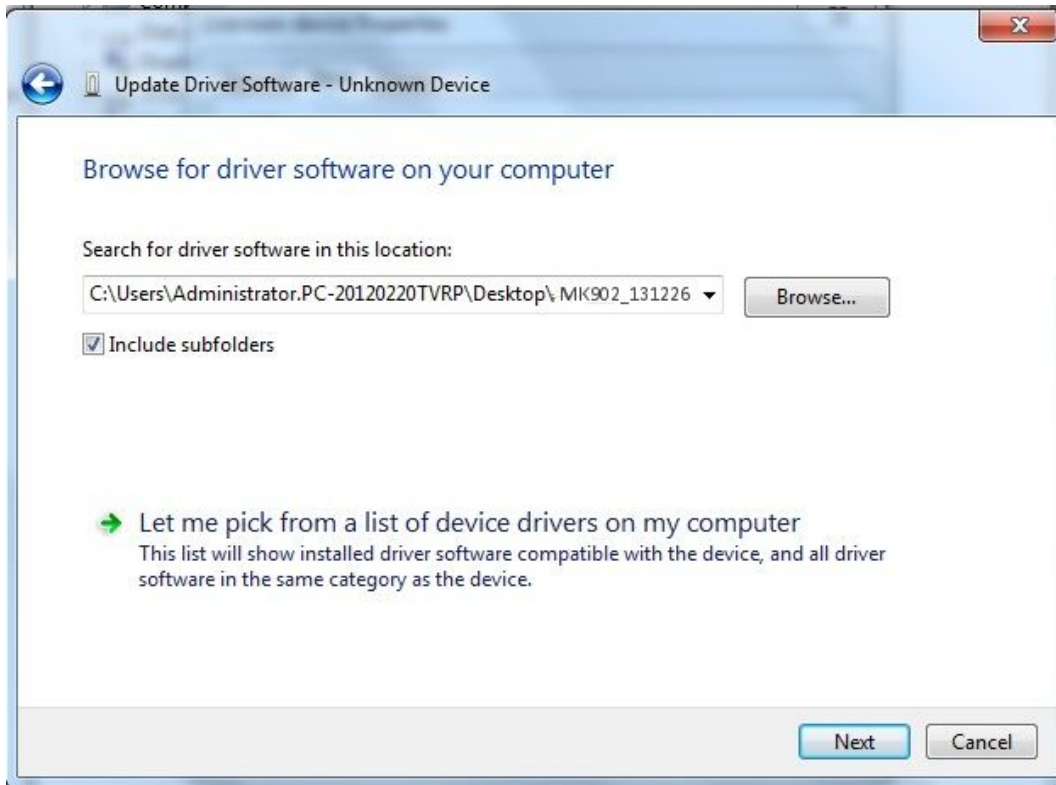 Update Driver Software - Unknown Device
Browse for driver software on your computer
Search for driver software in this location:
C:\Users\Administrator.PC-20120220TVRP\Desktop\ MK902_131226
Browse...
Include subfolders
Let me pick from a list of device drivers on my computer
This list will show installed driver software compatible with the device, and all driver
software in the same category as the device.
Next
Cancel